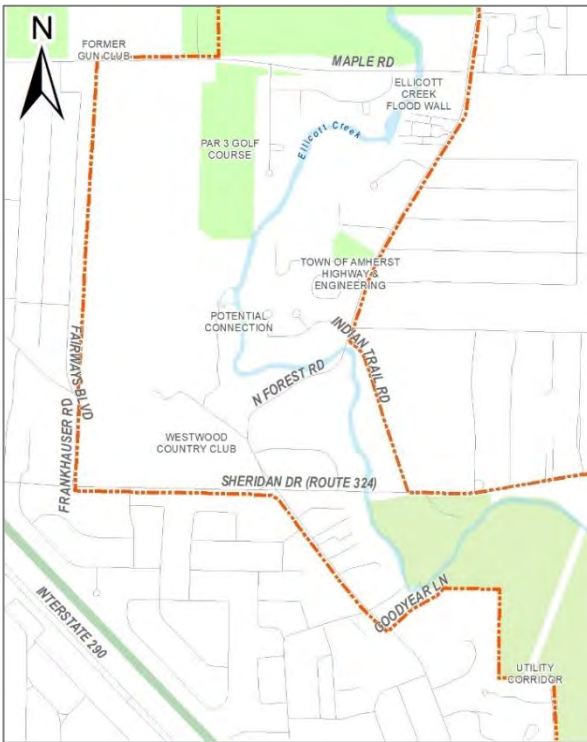 N
FORMER
GUN CLUB
MAPLE RD
ELLICOTT
CREEK
FLOOD WALL
Ellicott Creek
PAR 3 GOLF
COURSE
TOWN OF AMHERST
HIGHWAY &
ENGINEERING
POTENTIAL
CONNECTION
INDIAN TRAIL RD
FAIRWAYS BLVD
N FOREST RD
FRANKHAUSER RD
WESTWOOD
COUNTRY CLUB
SHERIDAN DR (ROUTE 324)
INTERSTATE 290
GOODYEAR LN
UTILITY
CORRIDOR